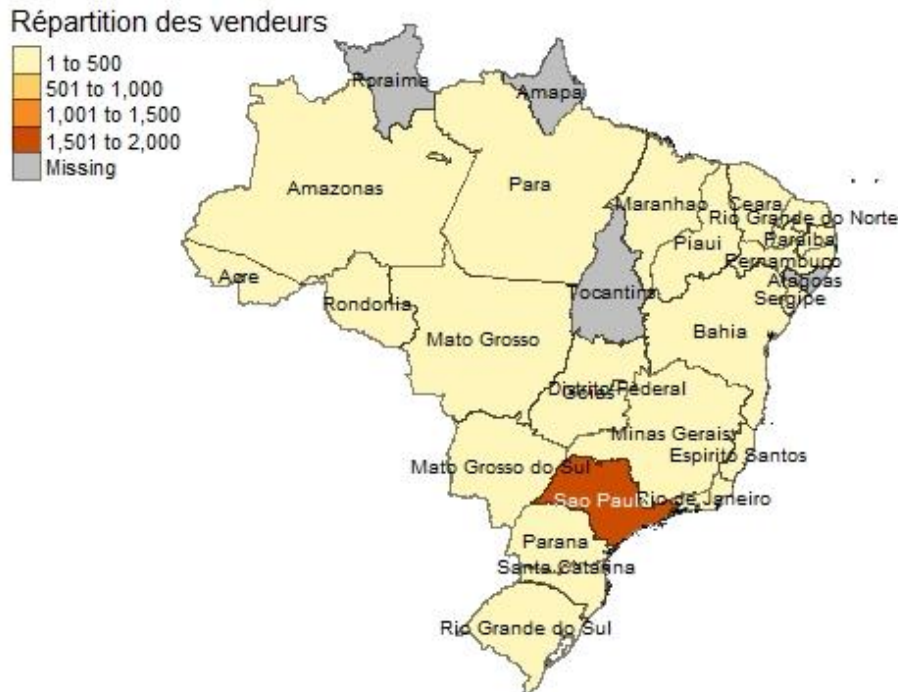 Répartition des vendeurs
1 to 500
501 to 1,000
1,001 to 1,500
1,501 to 2,000
Missing
Roraima
Amapa
Amazonas
Para
Maranhao
Ceara
Rio Grande do Norte
Piaui
Paraiba
Pernambuco
Acre
Alagoas
Rondonia
Tocantins
Sergipe
Bahia
Mato Grosso
Distrito Federal
Goias
Minas Gerais
Espirito Santos
Mato Grosso do Sul
Sao Paulo
Rio de Janeiro
Parana
Santa Catarina
Rio Grande do Sul